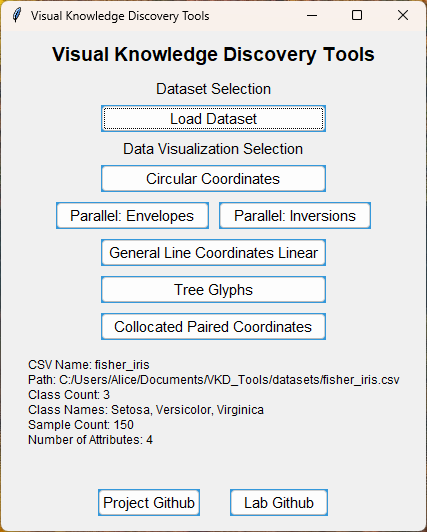 Visual Knowledge Discovery Tools
Visual Knowledge Discovery Tools
Dataset Selection
Load Dataset
Data Visualization Selection
Circular Coordinates
Parallel: Envelopes Parallel: Inversions
General Line Coordinates Linear
Tree Glyphs
Collocated Paired Coordinates
CSV Name: fisher_iris
Path: C:/Users/Alice/Documents/VKD_Tools/datasets/fisher_iris.csv
Class Count: 3
Class Names: Setosa, Versicolor, Virginica
Sample Count: 150
Number of Attributes: 4
Project Github Lab Github